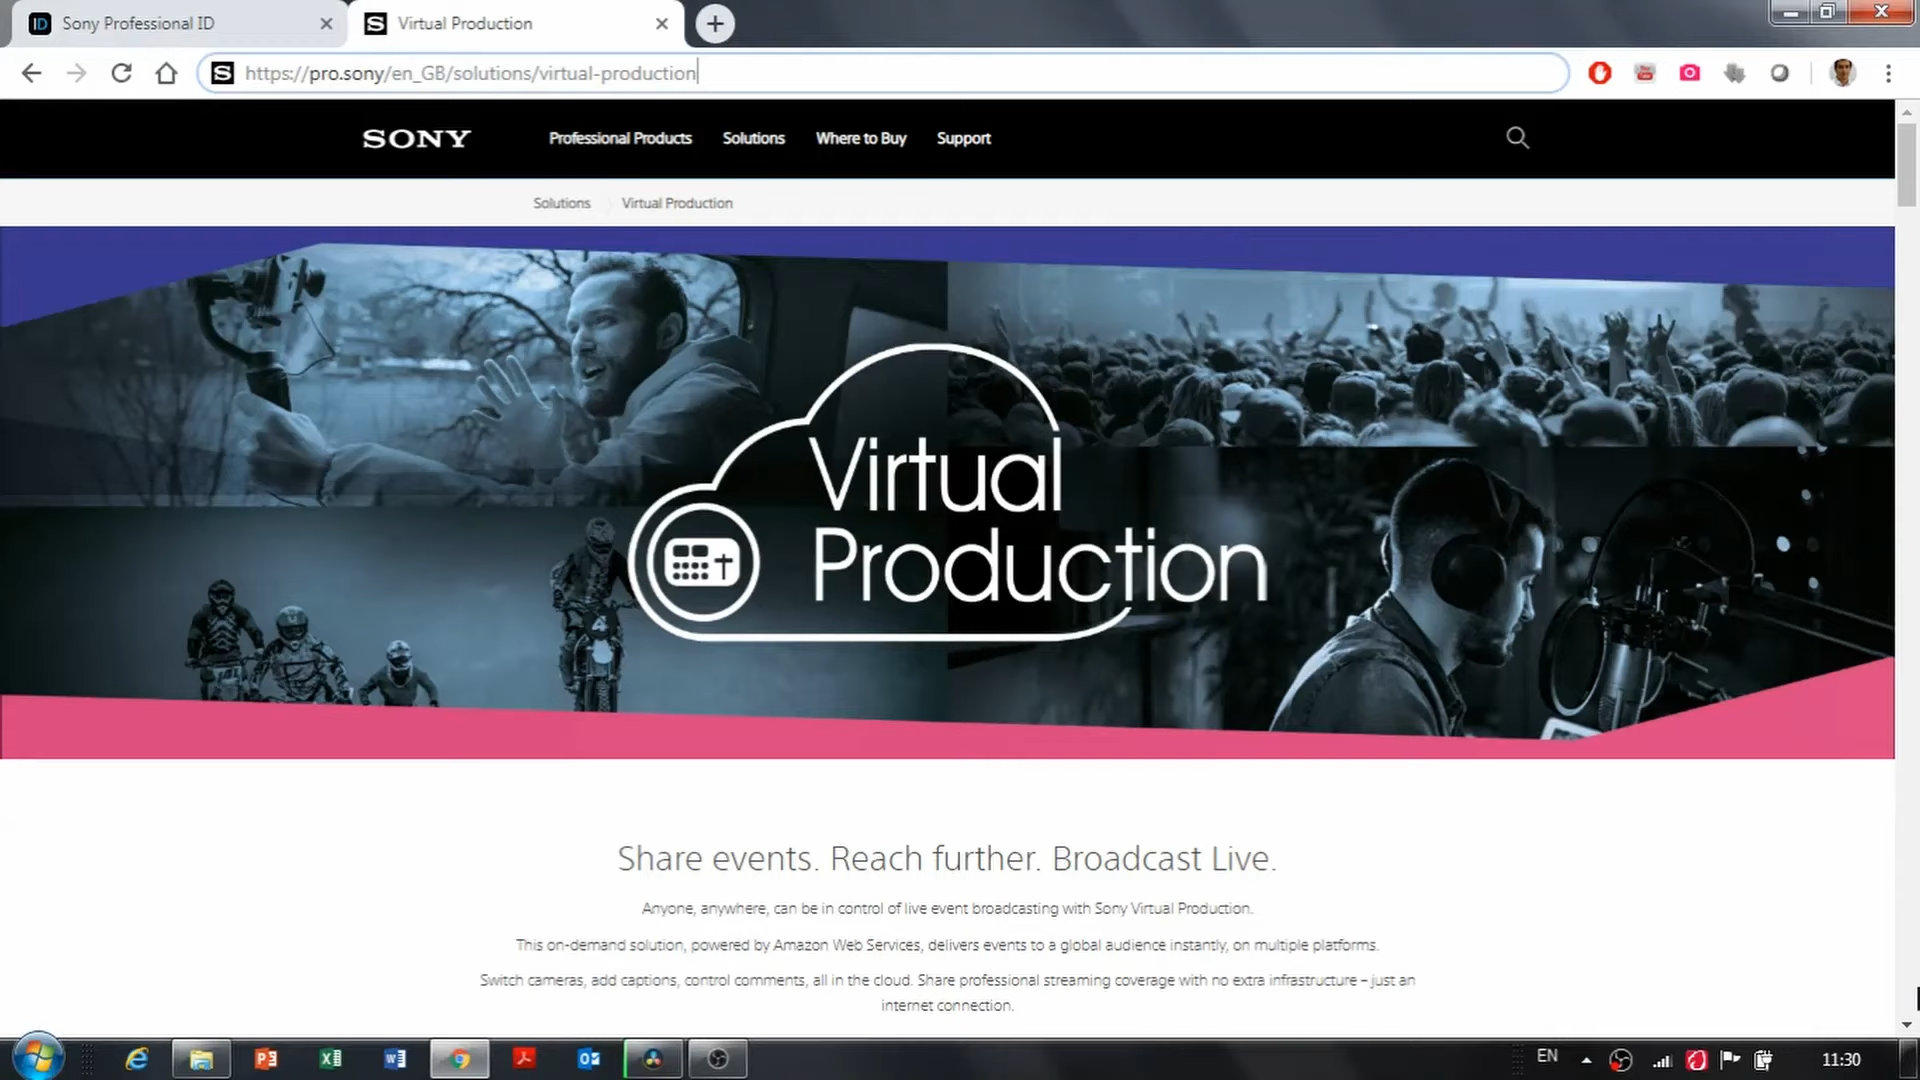 ID Sony Professional ID
S Virtual Production
S https://pro.sony/en_GB/solutions/virtual-production
SONY Professional Products Solutions Where to Buy Support
Solutions Virtual Production
Virtual
Production
Share events. Reach further. Broadcast Live.
Anyone, anywhere, can be in control of live event broadcasting with Sony Virtual Production.
This on-demand solution, powered by Amazon Web Services, delivers events to a global audience instantly, on multiple platforms.
Switch cameras, add captions, control comments, all in the cloud. Share professional streaming coverage with no extra infrastructure – just an
internet connection.
EN 11:30